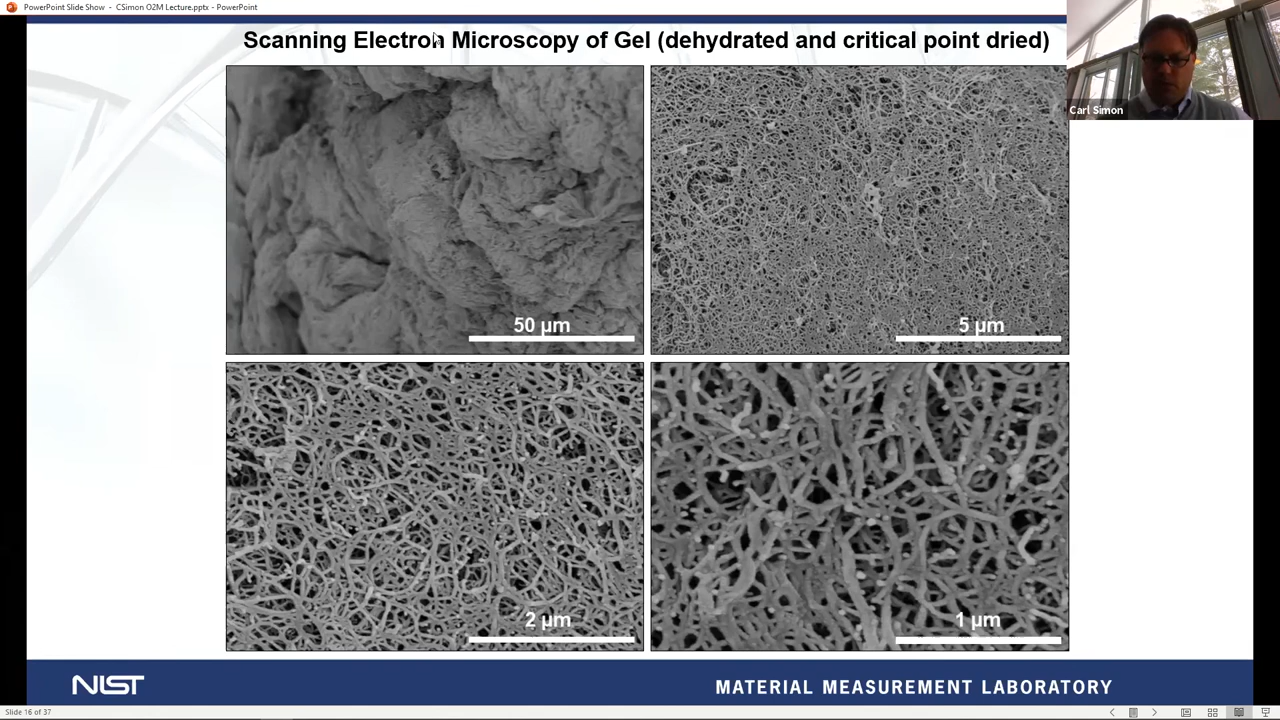 PowerPoint Slide Show - CSimon O2M Lecture.pptx - PowerPoint
Scanning Electron Microscopy of Gel (dehydrated and critical point dried)
Carl Simon
50 µm
5 µm
2 µm
1 µm
NIST
MATERIAL MEASUREMENT LABORATORY
Slide 16 of 37